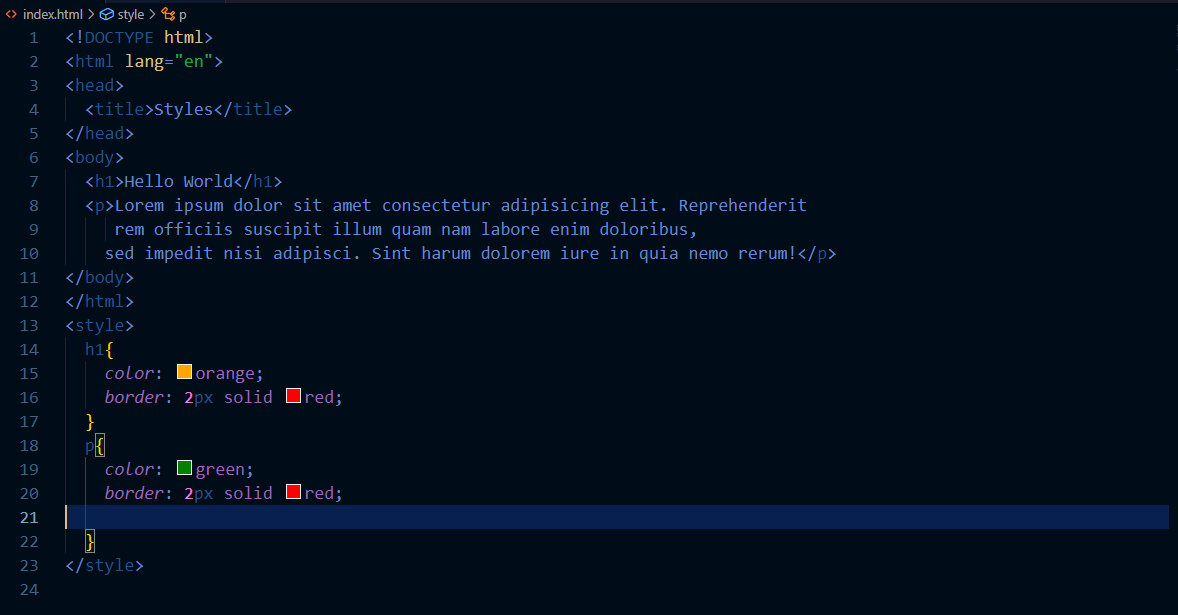 index.html > style > p
1 <!DOCTYPE html>
2 <html lang="en">
3 <head>
4   <title>Styles</title>
5 </head>
6 <body>
7   <h1>Hello World</h1>
8   <p>Lorem ipsum dolor sit amet consectetur adipisicing elit. Reprehenderit
9      rem officiis suscipit illum quam nam labore enim doloribus,
10     sed impedit nisi adipisci. Sint harum dolorem iure in quia nemo rerum!</p>
11 </body>
12 </html>
13 <style>
14   h1{
15     color: orange;
16     border: 2px solid red;
17   }
18   p{
19     color: green;
20     border: 2px solid red;
21
22   }
23 </style>
24